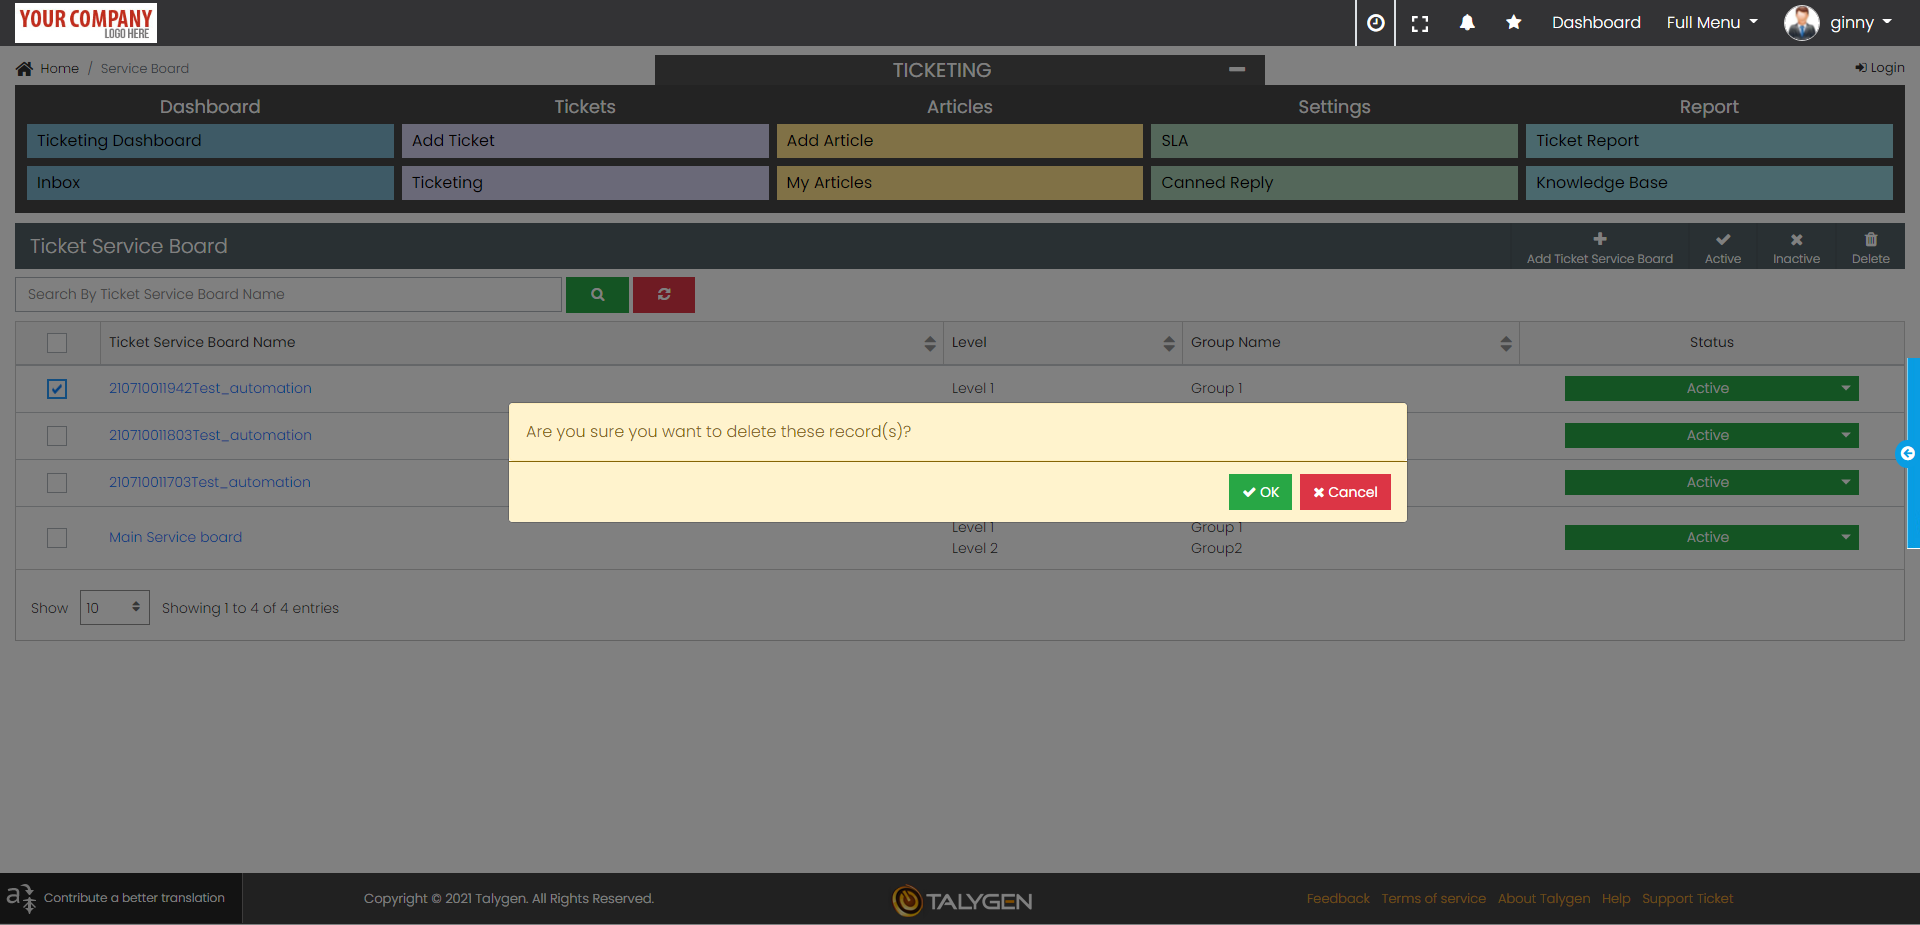 YOUR COMPANY
LOGO HERE
Dashboard
Full Menu
ginny
Home / Service Board
TICKETING
Login
Dashboard
Tickets
Articles
Settings
Report
Ticketing Dashboard
Add Ticket
Add Article
SLA
Ticket Report
Inbox
Ticketing
My Articles
Canned Reply
Knowledge Base
Ticket Service Board
Add Ticket Service Board
Active
Inactive
Delete
Search By Ticket Service Board Name
Ticket Service Board Name
Level
Group Name
Status
210710011942Test_automation
Level 1
Group 1
Active
210710011803Test_automation
Active
210710011703Test_automation
Active
Are you sure you want to delete these record(s)?
OK
Cancel
Main Service board
Level 1
Level 2
Group 1
Group2
Active
Show 10 Showing 1 to 4 of 4 entries
Contribute a better translation
Copyright © 2021 Talygen. All Rights Reserved.
TALYGEN
Feedback
Terms of service
About Talygen
Help
Support Ticket